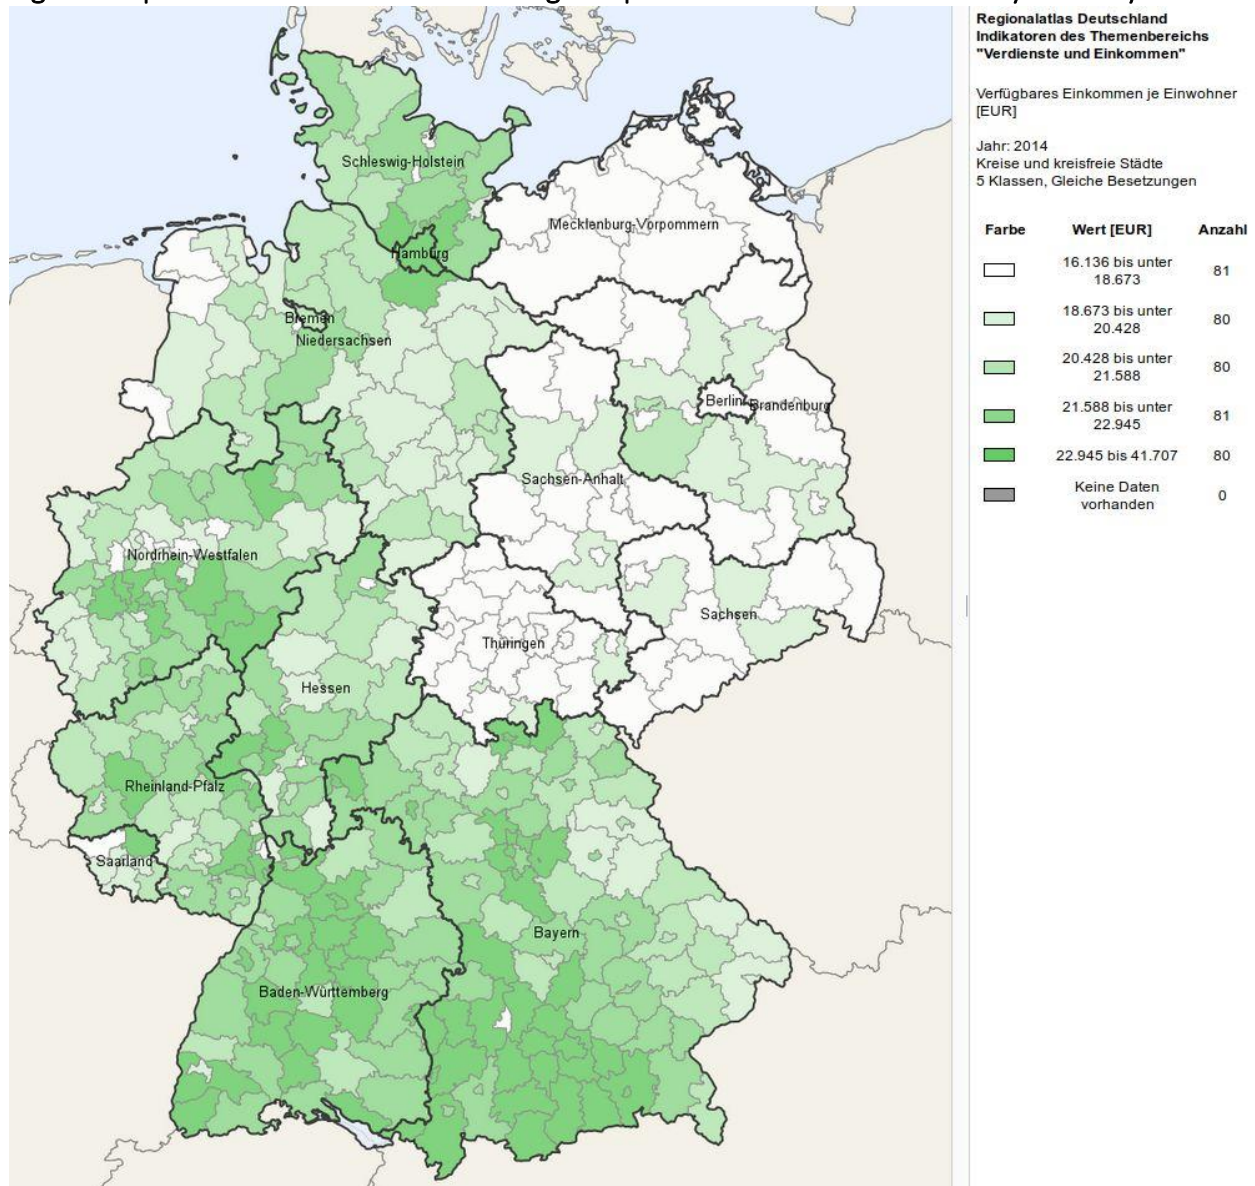 Regionalatlas Deutschland
Indikatoren des Themenbereichs
"Verdienste und Einkommen"
Verfügbares Einkommen je Einwohner
[EUR]
Jahr: 2014
Kreise und kreisfreie Städte
5 Klassen, Gleiche Besetzungen
Farbe Wert [EUR] Anzahl
16.136 bis unter
18.673
81
18.673 bis unter
20.428
80
20.428 bis unter
21.588
80
21.588 bis unter
22.945
81
22.945 bis 41.707 80
Keine Daten
vorhanden
0
Schleswig-Holstein
Mecklenburg-Vorpommern
Hamburg
Bremen
Niedersachsen
Berlin
Brandenburg
Sachsen-Anhalt
Nordrhein-Westfalen
Sachsen
Thüringen
Hessen
Rheinland-Pfalz
Saarland
Bayern
Baden-Württemberg